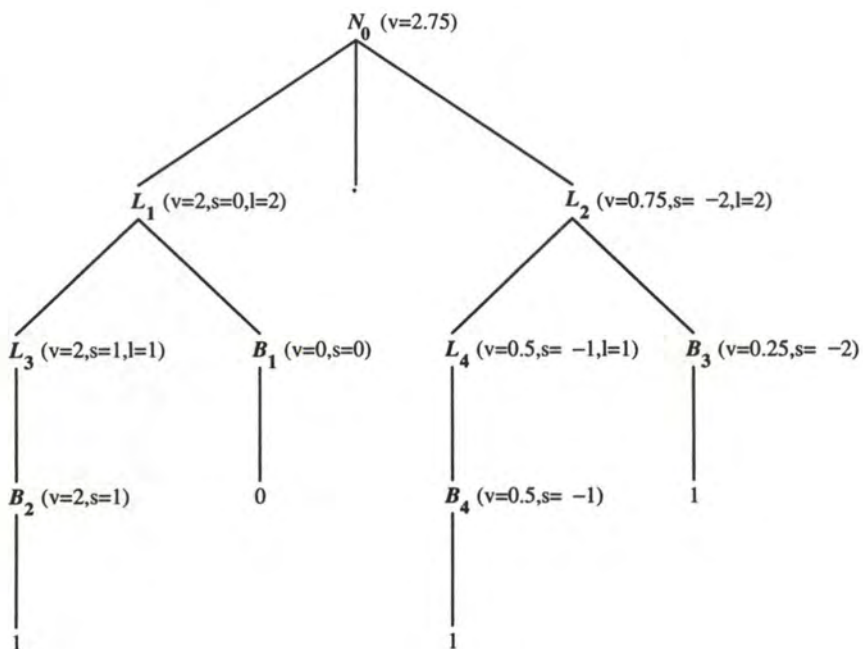 N0 (v=2.75)
.
L1 (v=2,s=0,l=2)
L2 (v=0.75,s= -2,l=2)
L3 (v=2,s=1,l=1)
B1 (v=0,s=0)
L4 (v=0.5,s= -1,l=1)
B3 (v=0.25,s= -2)
B2 (v=2,s=1)
0
B4 (v=0.5,s= -1)
1
1
1